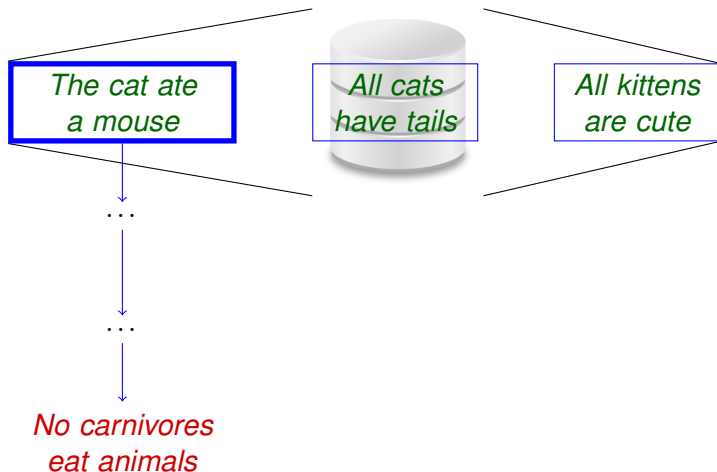 The cat ate
a mouse
All cats
have tails
All kittens
are cute
...
...
No carnivores
eat animals